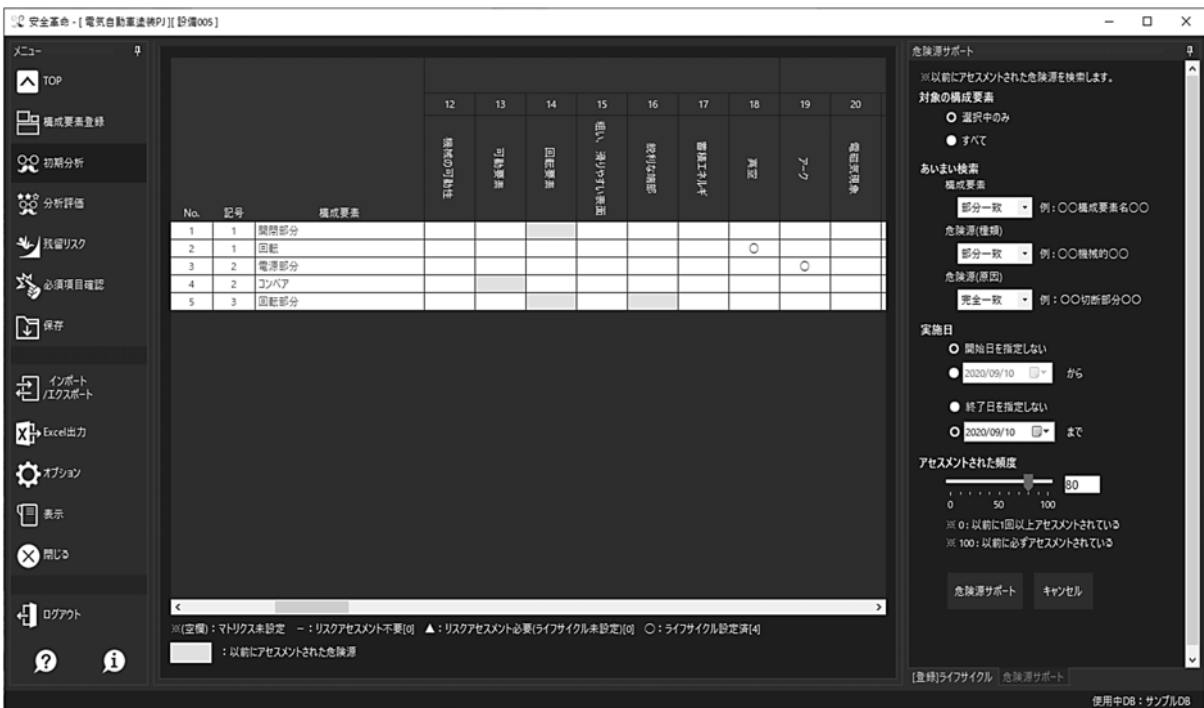 安全革命 - [ 電気自動車塗装PJ ][ 設備005 ]
メニュー
TOP
構成要素登録
初期分析
分析評価
残留リスク
必須項目確認
保存
インポート
/エクスポート
Excel出力
オプション
表示
閉じる
ログアウト
12 13 14 15 16 17 18 19 20
機械の可動性
可動要素
回転要素
粗い、滑りやすい表面
鋭利な端部
蓄積エネルギ
真空
アーク
電磁気現象
No. 記号 構成要素
1 1 開閉部分
2 1 回転 ○
3 2 電源部分 ○
4 2 コンベア
5 3 回転部分
※(空欄)：マトリクス未設定 －：リスクアセスメント不要[0] ▲：リスクアセスメント必要(ライフサイクル未設定)[0] ○：ライフサイクル設定済[4]
：以前にアセスメントされた危険源
危険源サポート
※以前にアセスメントされた危険源を検索します。
対象の構成要素
選択中のみ
すべて
あいまい検索
構成要素
部分一致 例：○○構成要素名○○
危険源(種類)
部分一致 例：○○機械的○○
危険源(原因)
完全一致 例：○○切断部分○○
実施日
開始日を指定しない
2020/09/10 から
終了日を指定しない
2020/09/10 まで
アセスメントされた頻度
80
0 50 100
※ 0：以前に1回以上アセスメントされている
※ 100：以前に必ずアセスメントされている
危険源サポート キャンセル
[登録]ライフサイクル 危険源サポート
使用中DB：サンプルDB